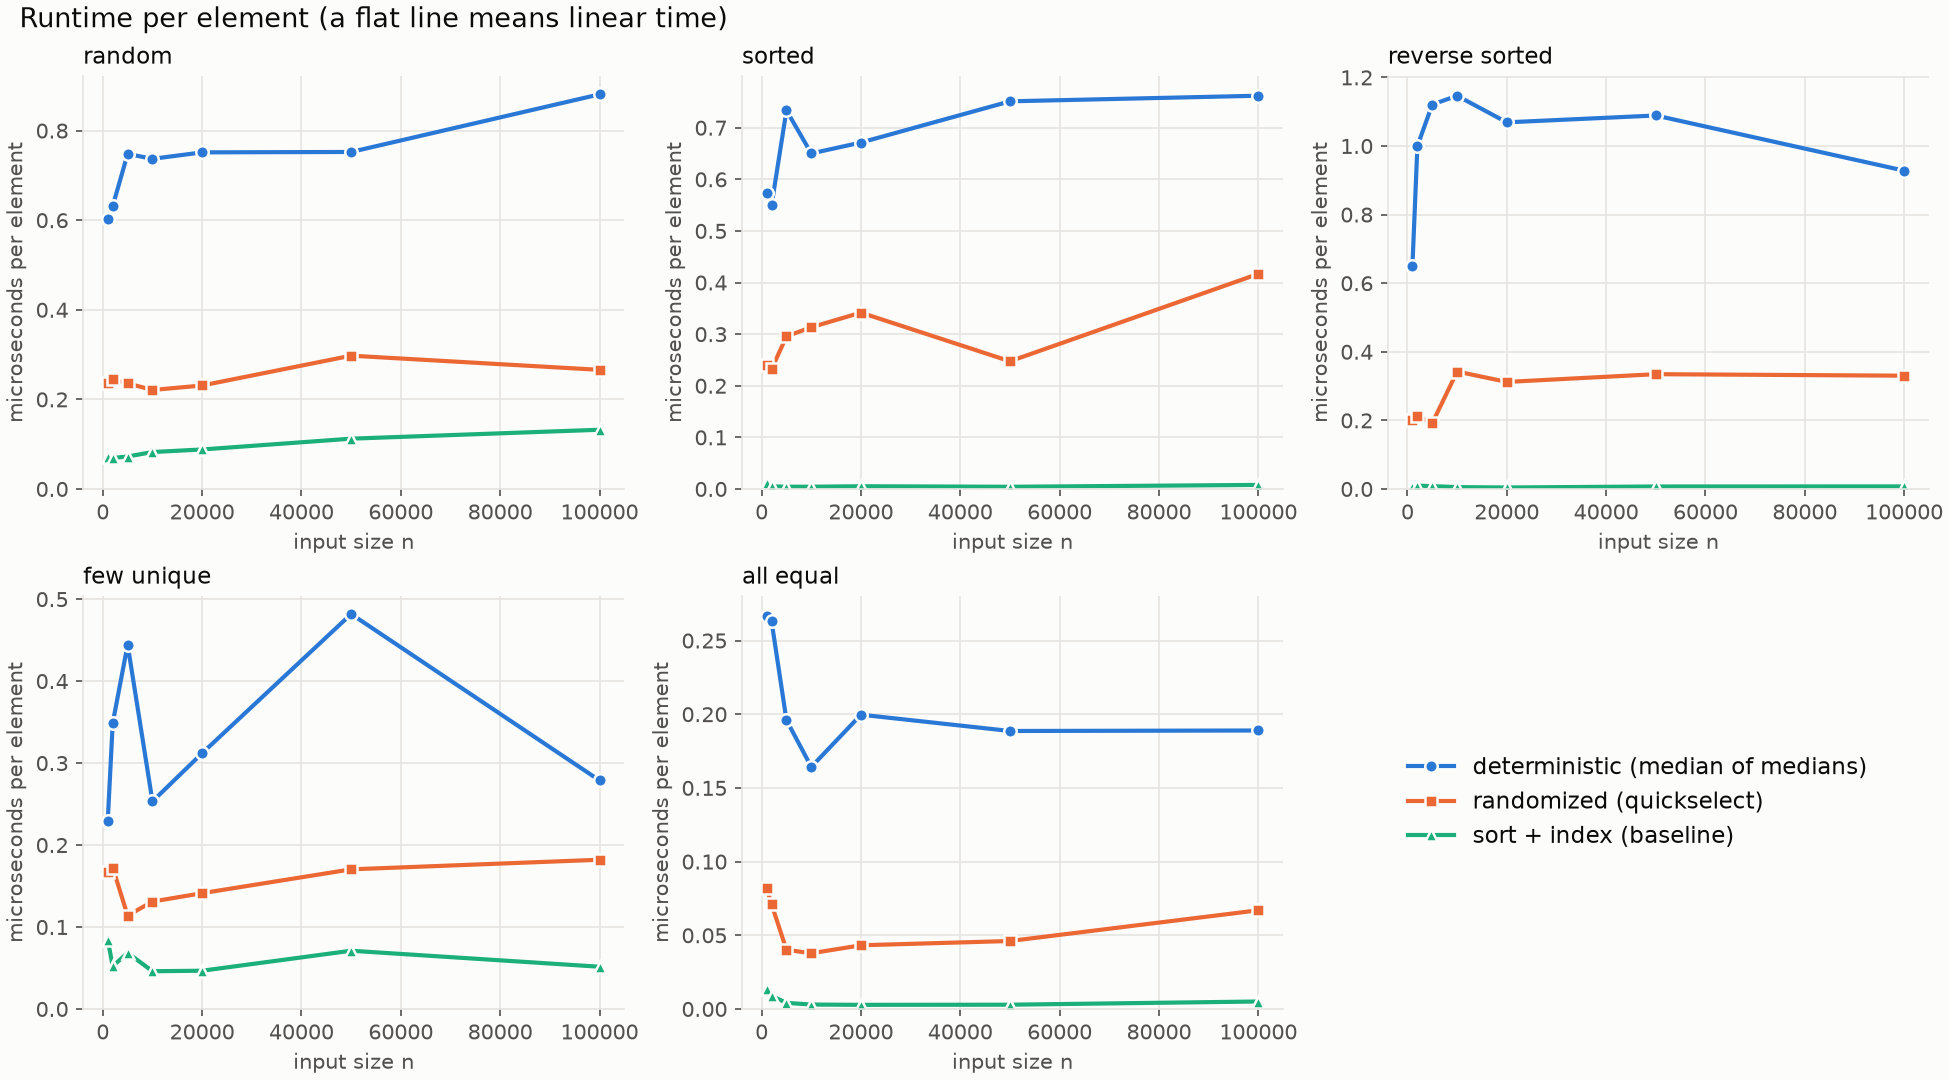 Runtime per element (a flat line means linear time)
random
microseconds per element
0.8
0.6
0.4
0.2
0.0
0 20000 40000 60000 80000 100000
input size n
sorted
microseconds per element
0.7
0.6
0.5
0.4
0.3
0.2
0.1
0.0
0 20000 40000 60000 80000 100000
input size n
reverse sorted
microseconds per element
1.2
1.0
0.8
0.6
0.4
0.2
0.0
0 20000 40000 60000 80000 100000
input size n
few unique
microseconds per element
0.5
0.4
0.3
0.2
0.1
0.0
0 20000 40000 60000 80000 100000
input size n
all equal
microseconds per element
0.25
0.20
0.15
0.10
0.05
0.00
0 20000 40000 60000 80000 100000
input size n
deterministic (median of medians)
randomized (quickselect)
sort + index (baseline)